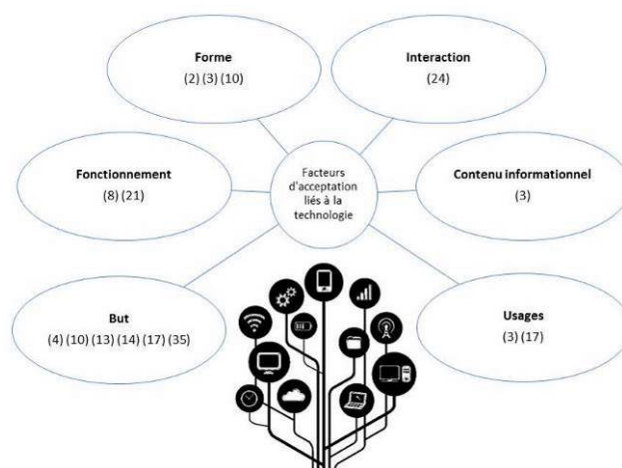 Forme
(2) (3) (10)
Interaction
(24)
Fonctionnement
(8) (21)
Facteurs
d'acceptation
liés à la
technologie
Contenu informationnel
(3)
But
(4) (10) (13) (14) (17) (35)
Usages
(3) (17)